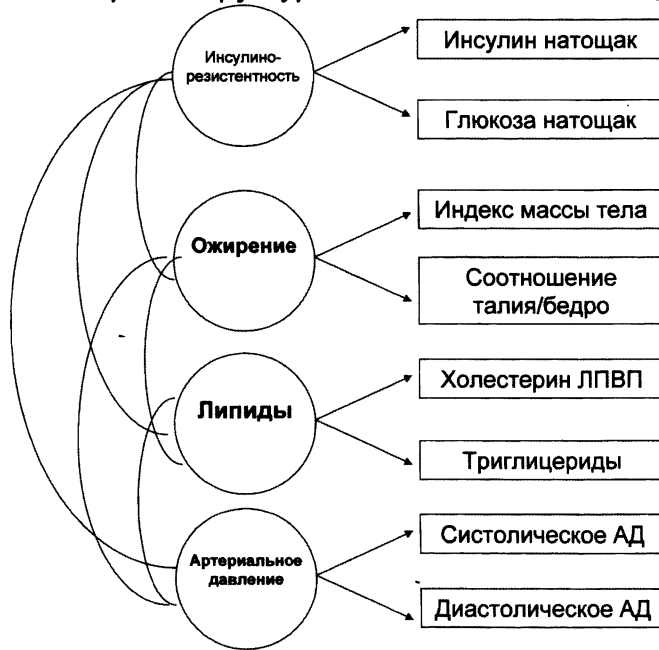 Инсулино-
резистентность
Инсулин натощак
Глюкоза натощак
Ожирение
Индекс массы тела
Соотношение
талия/бедро
Липиды
Холестерин ЛПВП
Триглицериды
Артериальное
давление
Систолическое АД
Диастолическое АД